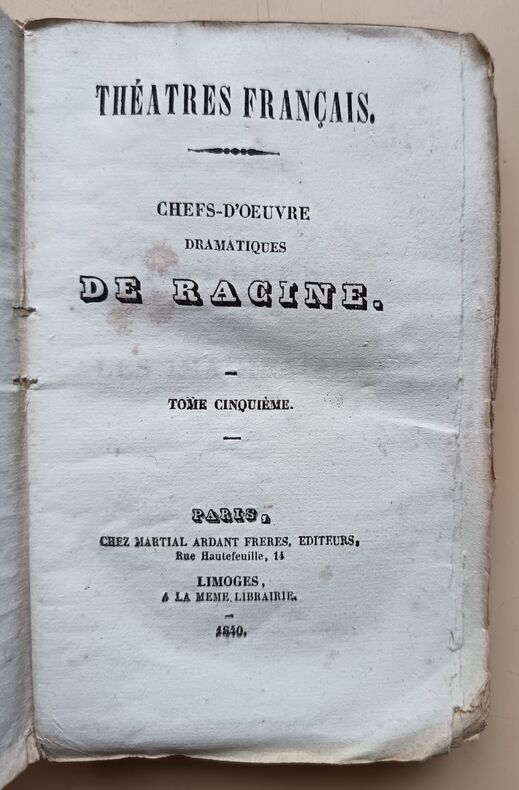 THÉATRES FRANÇAIS.
CHEFS-D'OEUVRE
DRAMATIQUES
DE RACINE.
TOME CINQUIÈME.
PARIS,
CHEZ MARTIAL ARDANT FRERES, EDITEURS,
Rue Hautefeuille, 14
LIMOGES,
A LA MEME LIBRAIRIE.
1840.